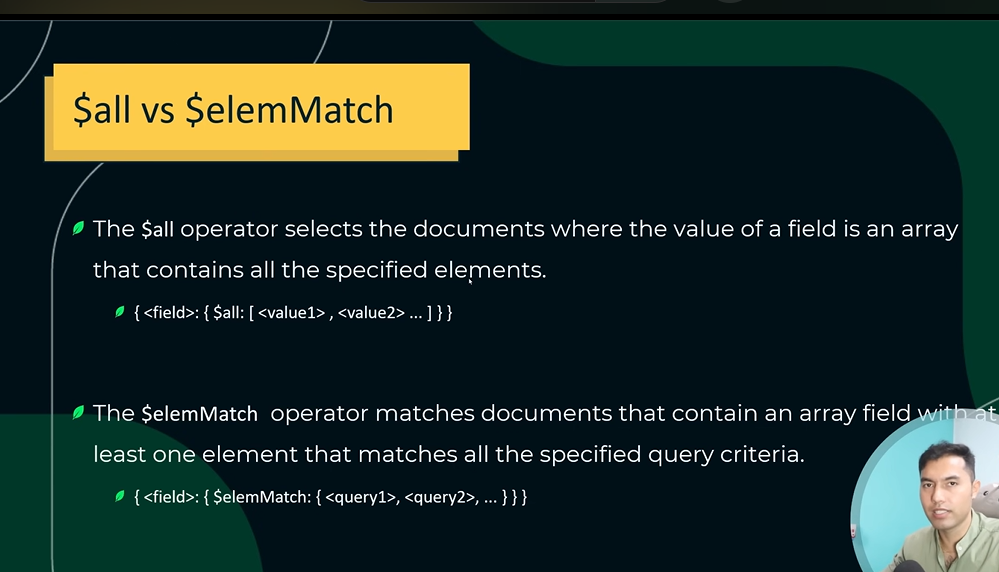 $all vs $elemMatch
The $all operator selects the documents where the value of a field is an array
that contains all the specified elements.
{ <field>: { $all: [ <value1> , <value2> ... ] } }
The $elemMatch operator matches documents that contain an array field with at
least one element that matches all the specified query criteria.
{ <field>: { $elemMatch: { <query1>, <query2>, ... } } }